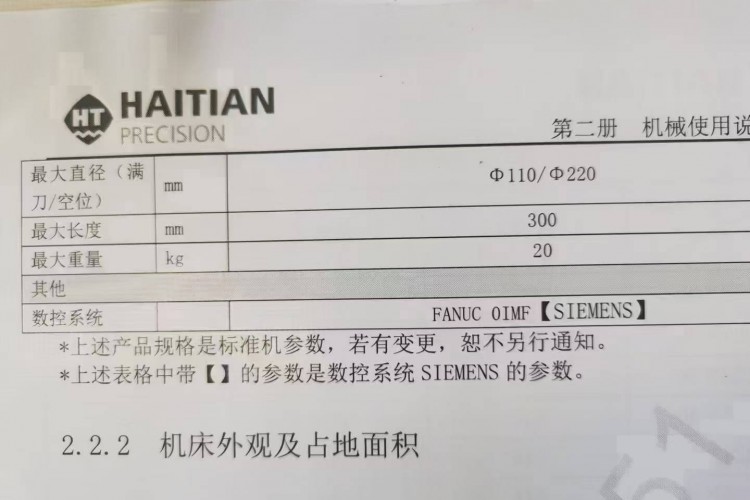 HT
HAITIAN
PRECISION
第二册 机械使用说
最大直径（满
刀/空位） mm Φ110/Φ220
最大长度 mm 300
最大重量 kg 20
其他
数控系统 FANUC 0IMF【SIEMENS】
*上述产品规格是标准机参数，若有变更，恕不另行通知。
*上述表格中带【】的参数是数控系统 SIEMENS 的参数。
2.2.2 机床外观及占地面积
51